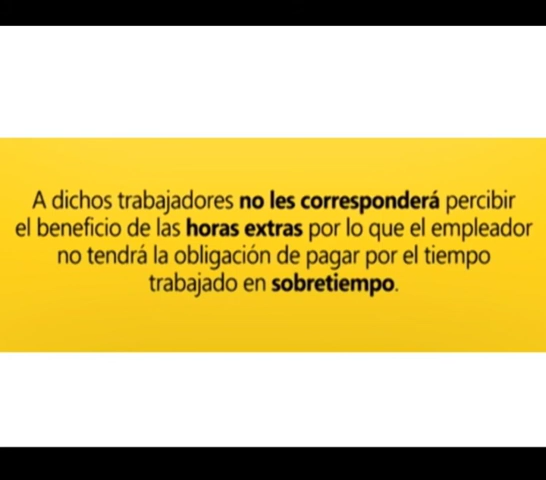 A dichos trabajadores no les corresponderá percibir
el beneficio de las horas extras por lo que el empleador
no tendrá la obligación de pagar por el tiempo
trabajado en sobretiempo.